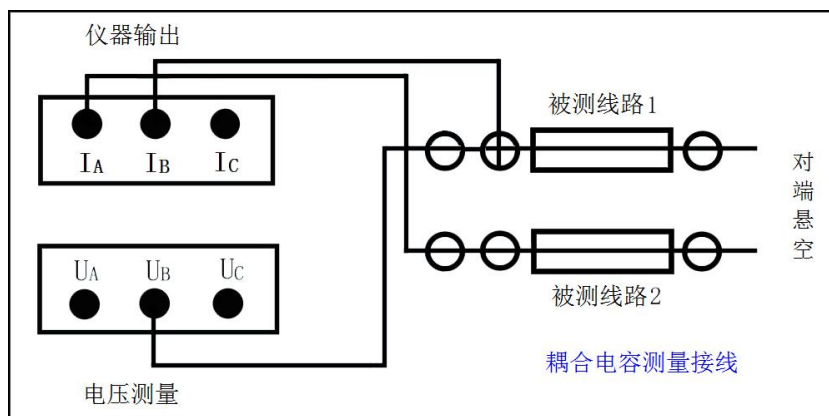 仪器输出
IA IB IC
被测线路1
对端悬空
UA UB UC
被测线路2
耦合电容测量接线
电压测量